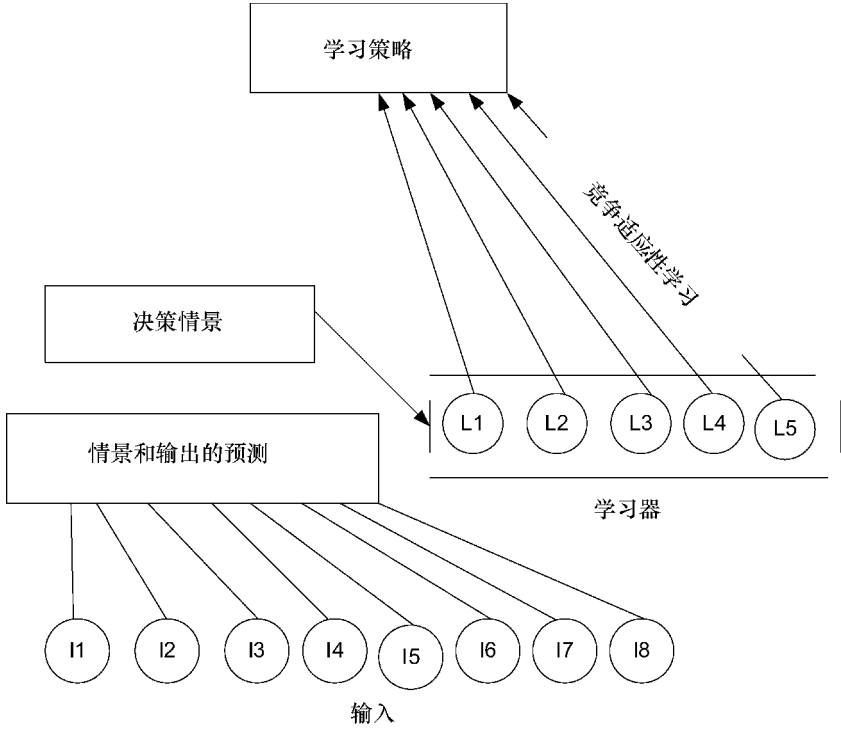 学习策略
竞争适应性学习
决策情景
L1 L2 L3 L4 L5
情景和输出的预测
学习器
I1 I2 I3 I4 I5 I6 I7 I8
输入